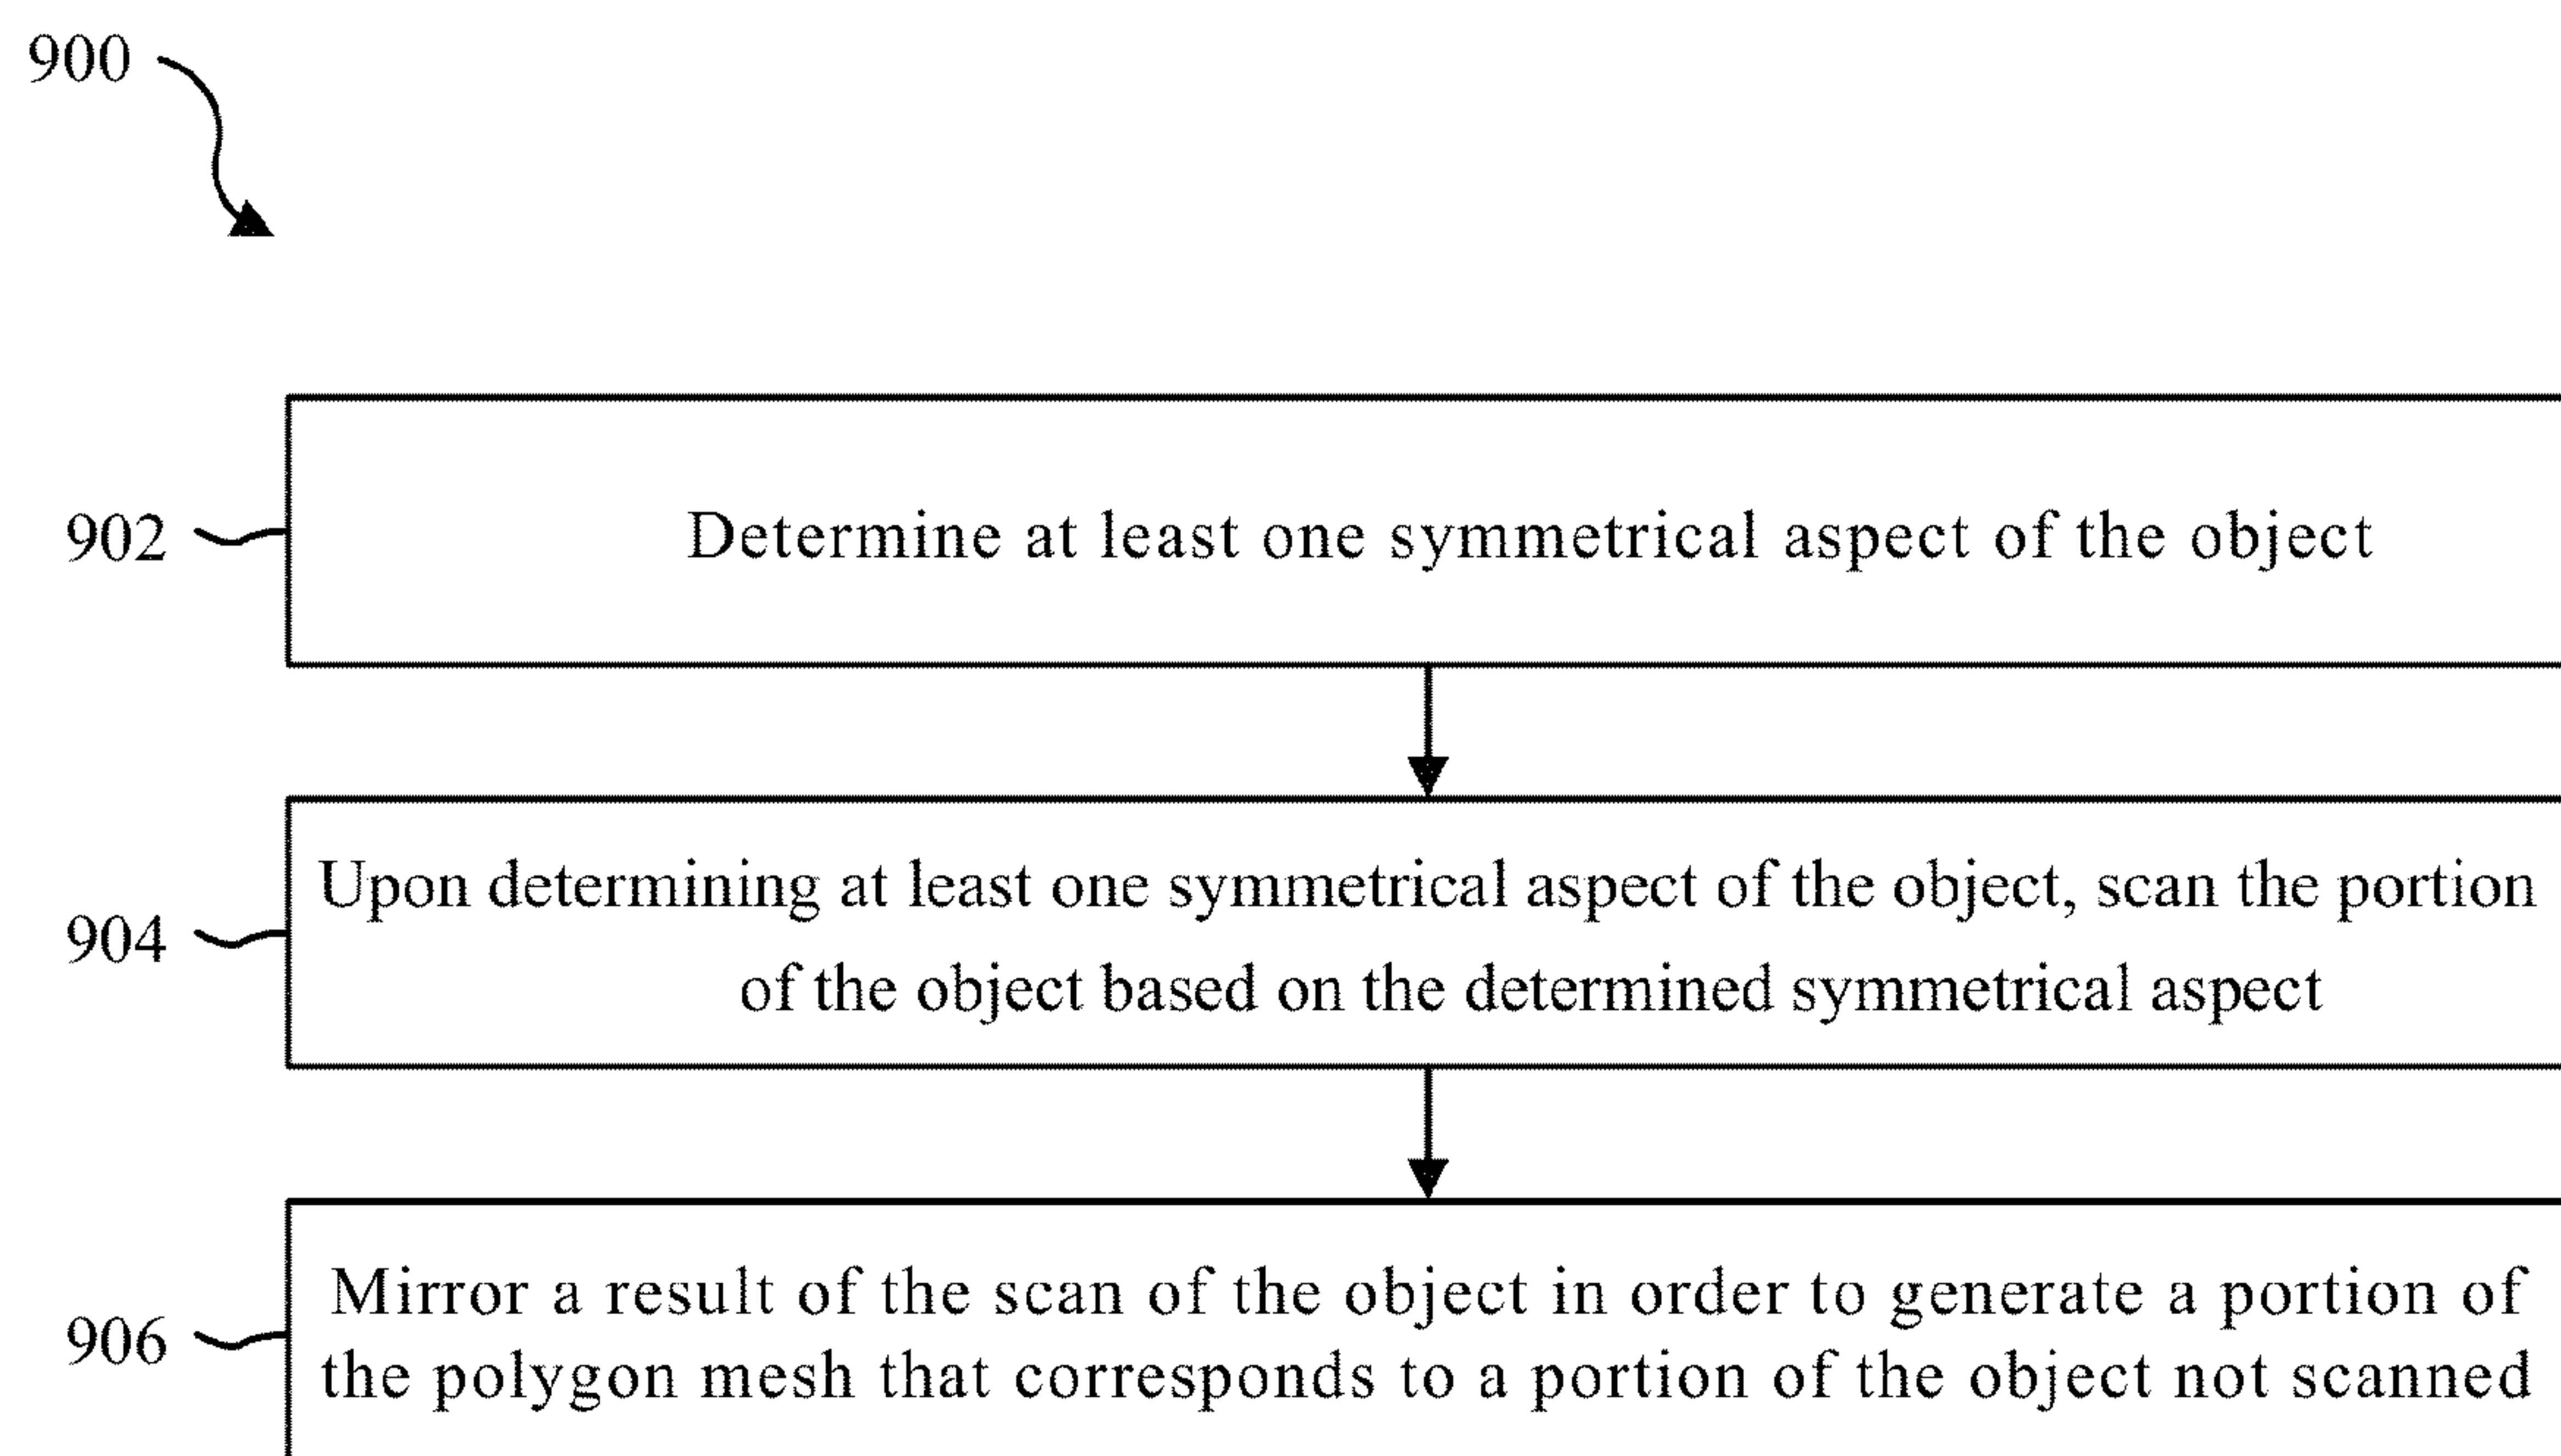 900
902
Determine at least one symmetrical aspect of the object
904
Upon determining at least one symmetrical aspect of the object, scan the portion
of the object based on the determined symmetrical aspect
906
Mirror a result of the scan of the object in order to generate a portion of
the polygon mesh that corresponds to a portion of the object not scanned